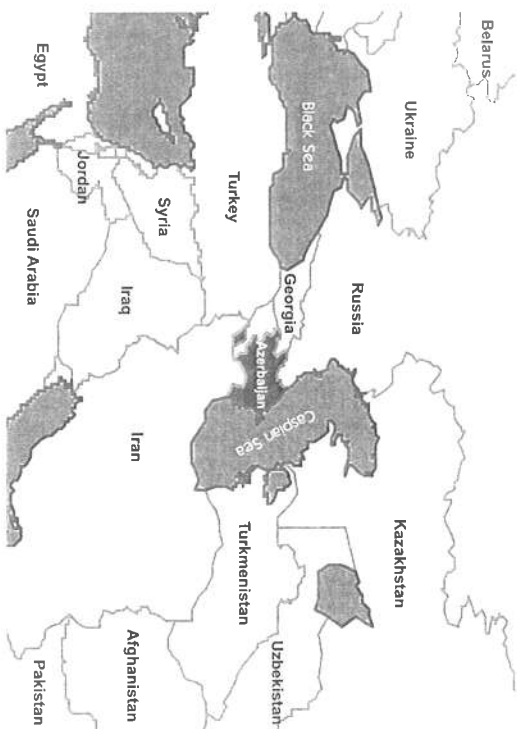 Belarus
Ukraine
Russia
Kazakhstan
Black Sea
Georgia
Azerbaijan
Caspian Sea
Uzbekistan
Turkey
Turkmenistan
Syria
Iraq
Iran
Afghanistan
Egypt
Jordan
Saudi Arabia
Pakistan